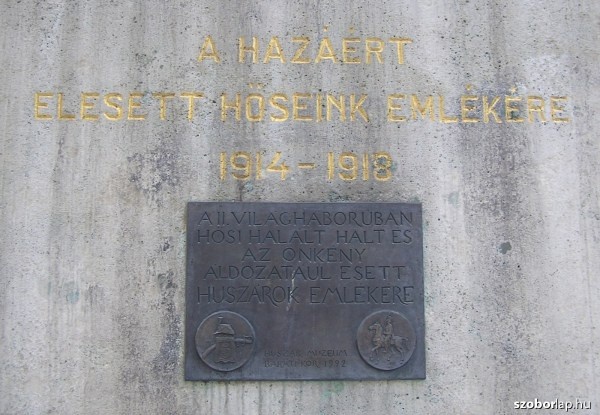 A HAZÁÉRT
ELESETT HŐSEINK EMLÉKÉRE
1914-1918
A II. VILÁGHÁBORÚBAN
HŐSI HALÁLT HALT ÉS
AZ ÖNKÉNY
ÁLDOZATÁUL ESETT
HUSZÁROK EMLÉKÉRE
szoborlap.hu